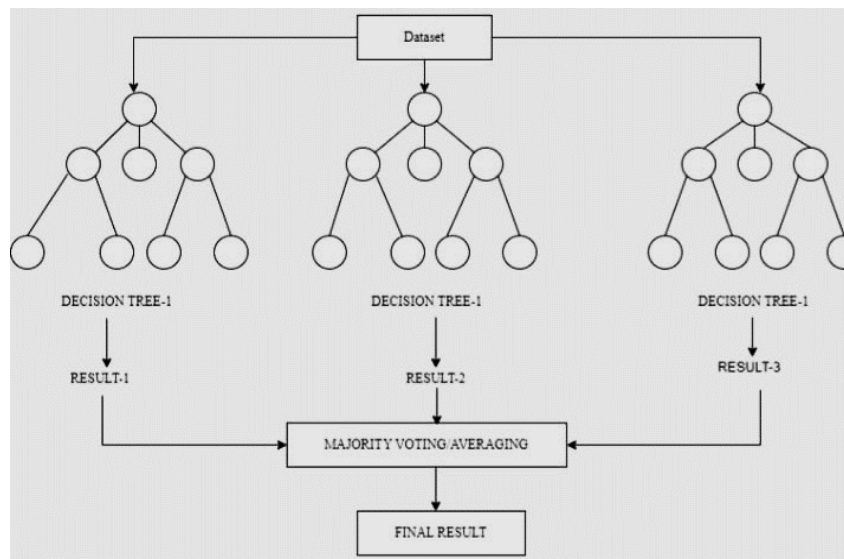 Dataset
DECISION TREE-1
DECISION TREE-1
DECISION TREE-1
RESULT-1
RESULT-2
RESULT-3
MAJORITY VOTING/AVERAGING
FINAL RESULT